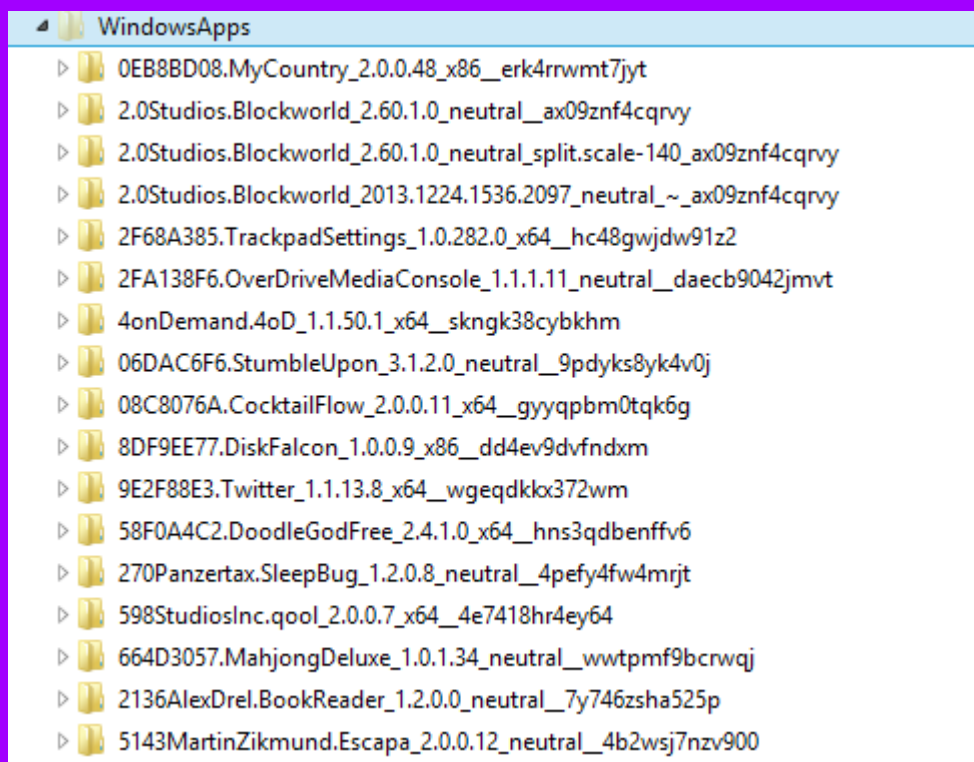 WindowsApps
0EB8BD08.MyCountry_2.0.0.48_x86__erk4rrwmt7jyt
2.0Studios.Blockworld_2.60.1.0_neutral__ax09znf4cqrvy
2.0Studios.Blockworld_2.60.1.0_neutral_split.scale-140_ax09znf4cqrvy
2.0Studios.Blockworld_2013.1224.1536.2097_neutral_~_ax09znf4cqrvy
2F68A385.TrackpadSettings_1.0.282.0_x64__hc48gwjdw91z2
2FA138F6.OverDriveMediaConsole_1.1.1.11_neutral__daecb9042jmvt
4onDemand.4oD_1.1.50.1_x64__skngk38cybkhm
06DAC6F6.StumbleUpon_3.1.2.0_neutral__9pdyks8yk4v0j
08C8076A.CocktailFlow_2.0.0.11_x64__gyyqpbm0tqk6g
8DF9EE77.DiskFalcon_1.0.0.9_x86__dd4ev9dvfndxm
9E2F88E3.Twitter_1.1.13.8_x64__wgeqdkkx372wm
58F0A4C2.DoodleGodFree_2.4.1.0_x64__hns3qdbenffv6
270Panzertax.SleepBug_1.2.0.8_neutral__4pefy4fw4mrjt
598StudiosInc.qool_2.0.0.7_x64__4e7418hr4ey64
664D3057.MahjongDeluxe_1.0.1.34_neutral__wwtpmf9bcrwqj
2136AlexDrel.BookReader_1.2.0.0_neutral__7y746zsha525p
5143MartinZikmund.Escapa_2.0.0.12_neutral__4b2wsj7nzv900